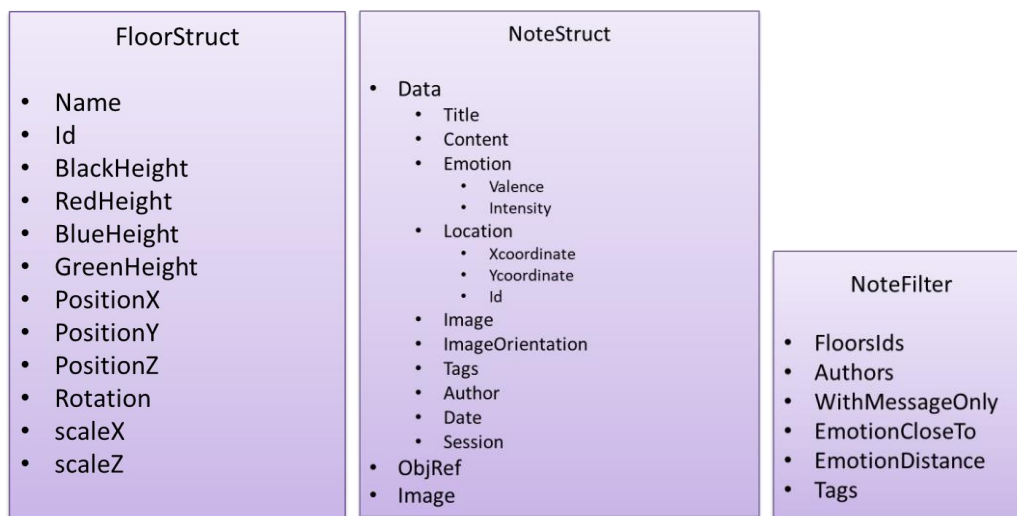 FloorStruct
• Name
• Id
• BlackHeight
• RedHeight
• BlueHeight
• GreenHeight
• PositionX
• PositionY
• PositionZ
• Rotation
• scaleX
• scaleZ
NoteStruct
• Data
• Title
• Content
• Emotion
• Valence
• Intensity
• Location
• Xcoordinate
• Ycoordinate
• Id
• Image
• ImageOrientation
• Tags
• Author
• Date
• Session
• ObjRef
• Image
NoteFilter
• FloorsIds
• Authors
• WithMessageOnly
• EmotionCloseTo
• EmotionDistance
• Tags